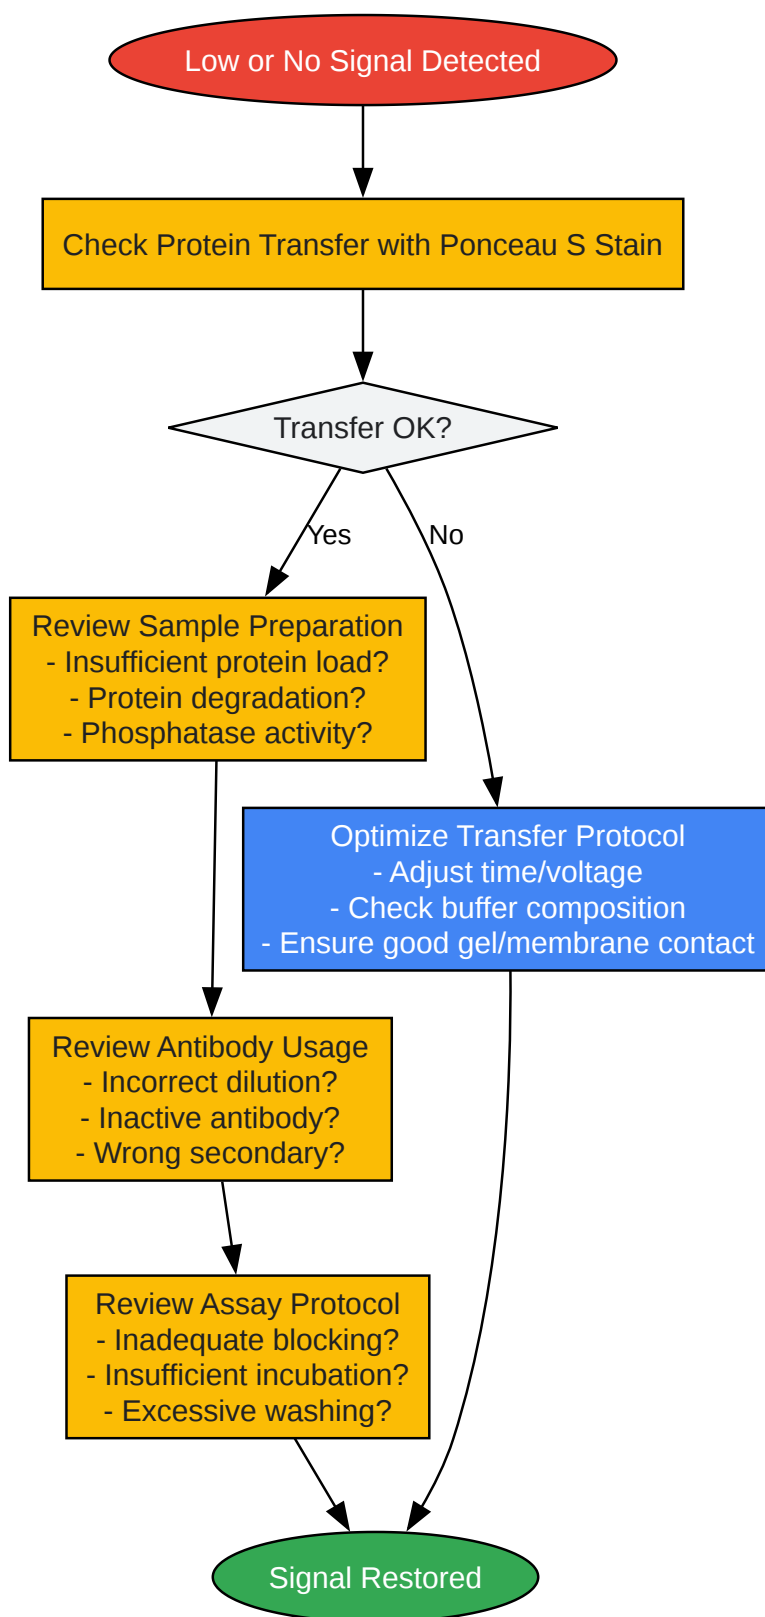 Low or No Signal Detected
Check Protein Transfer with Ponceau S Stain
Transfer OK?
Yes
No
Review Sample Preparation
- Insufficient protein load?
- Protein degradation?
- Phosphatase activity?
Optimize Transfer Protocol
- Adjust time/voltage
- Check buffer composition
- Ensure good gel/membrane contact
Review Antibody Usage
- Incorrect dilution?
- Inactive antibody?
- Wrong secondary?
Review Assay Protocol
- Inadequate blocking?
- Insufficient incubation?
- Excessive washing?
Signal Restored